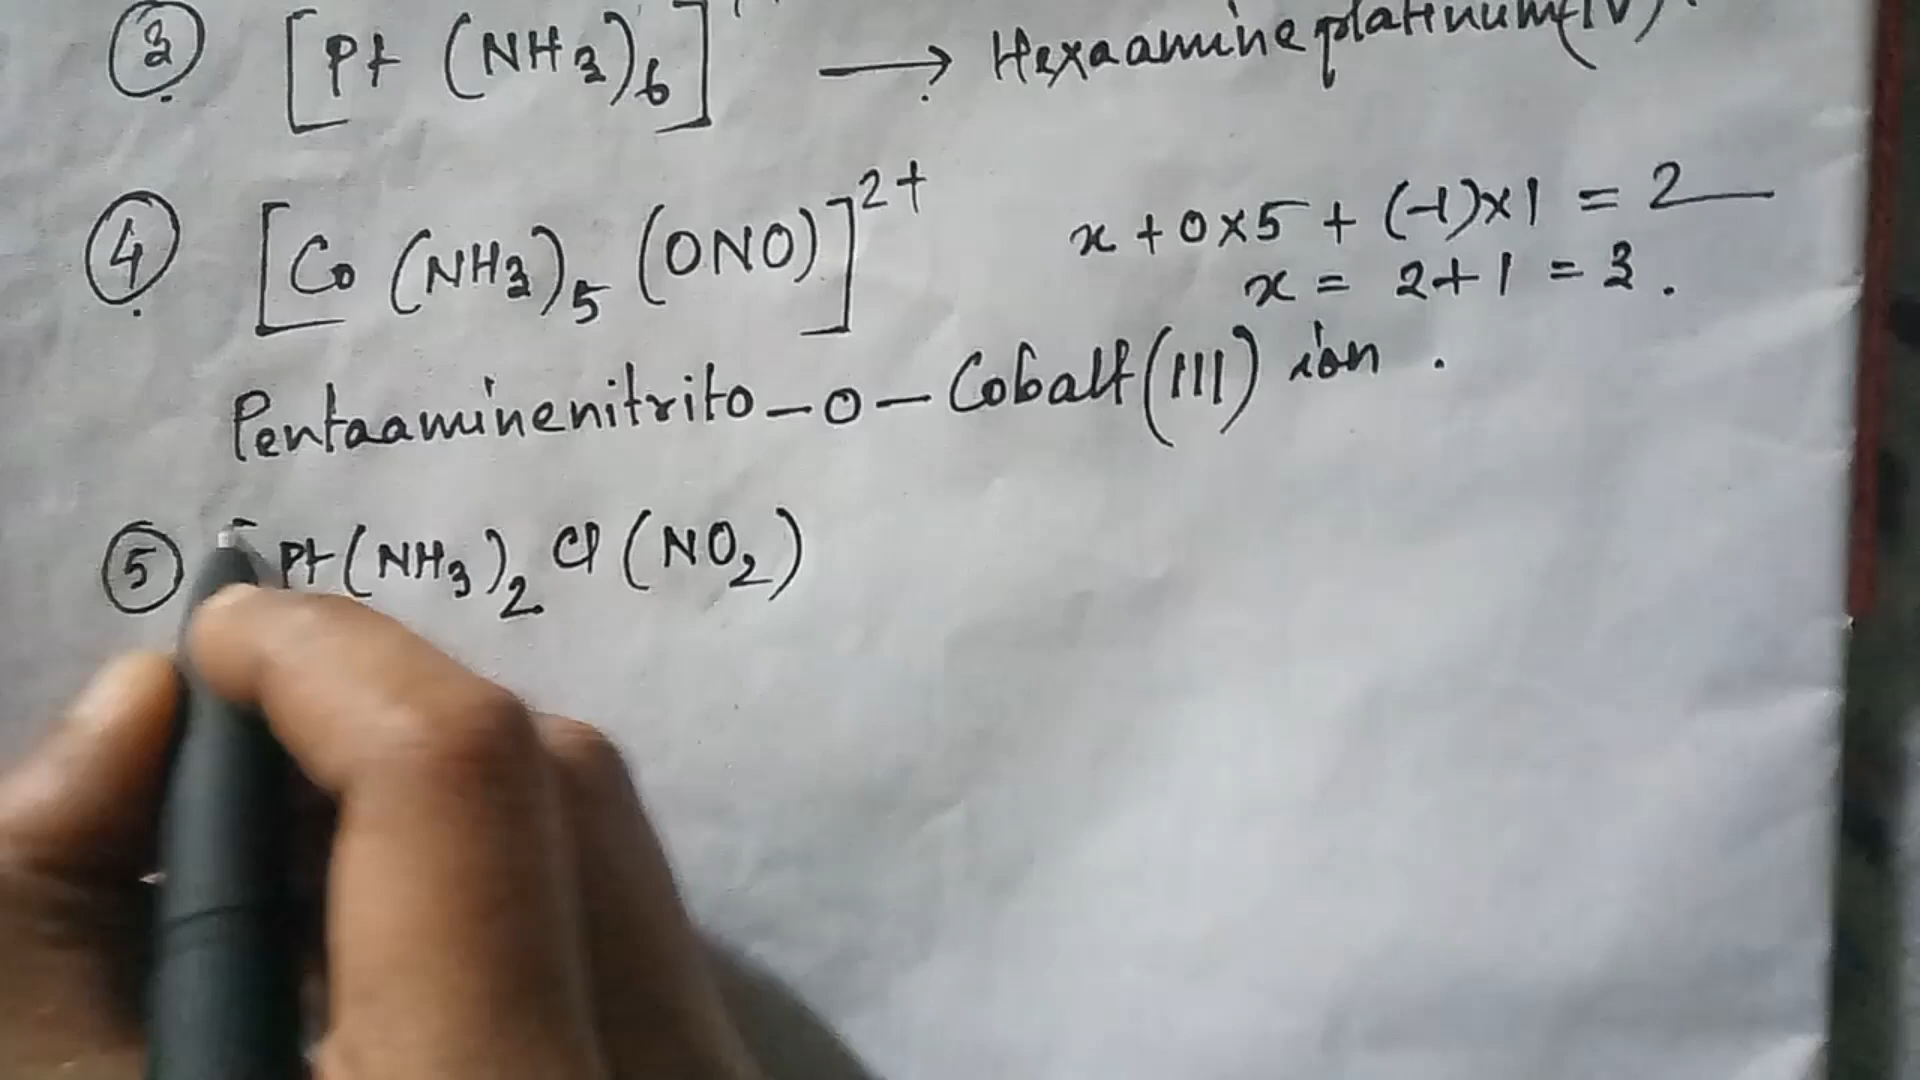 ③ [Pt (NH3)6] → Hexaamineplatinum(IV)
④ [Co (NH3)5 (ONO)]2+ x + 0×5 + (-1)×1 = 2
x = 2+1 = 3.
Pentaaminenitrito-O-Cobalt(III) ion.
⑤ [Pt(NH3)2 Cl (NO2)